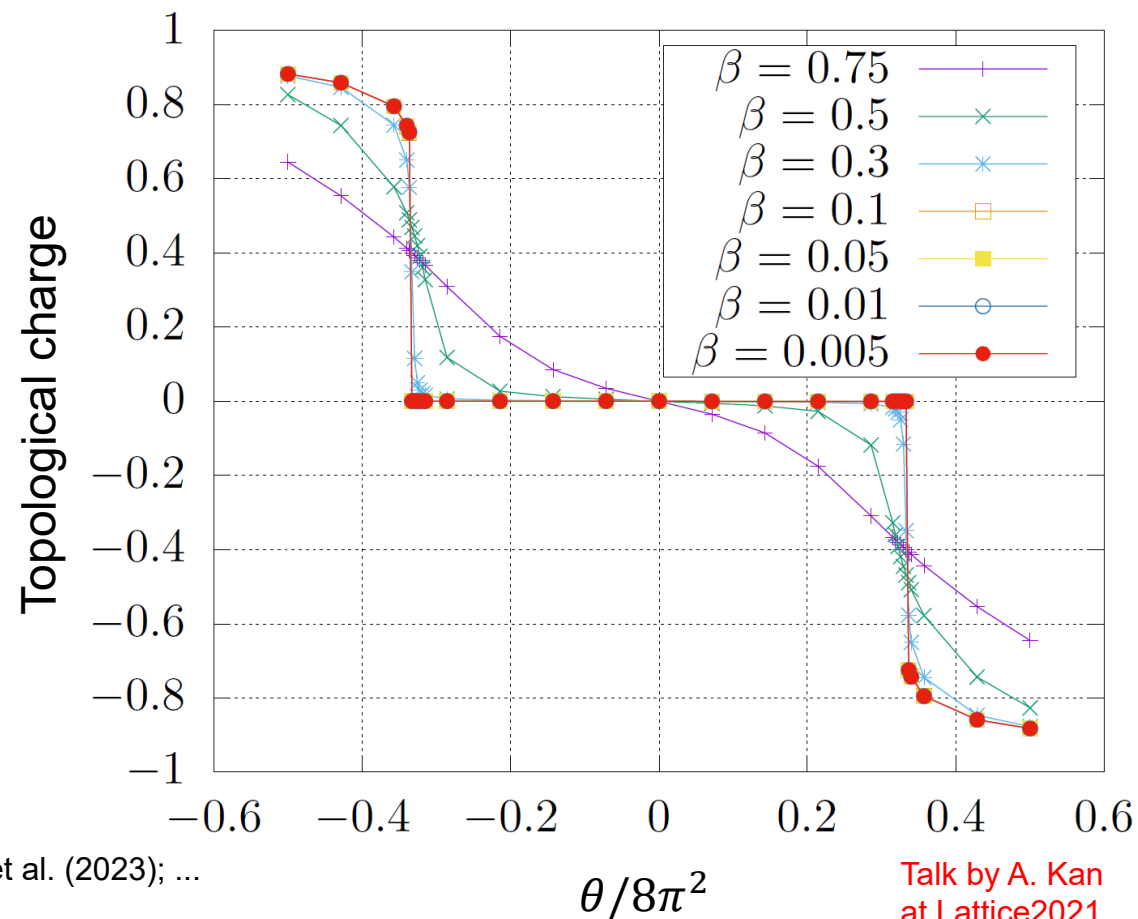 1
0.8
0.6
0.4
0.2
0
−0.2
−0.4
−0.6
−0.8
−1
Topological charge
β = 0.75
β = 0.5
β = 0.3
β = 0.1
β = 0.05
β = 0.01
β = 0.005
−0.6 −0.4 −0.2 0 0.2 0.4 0.6
et al. (2023); ...
θ/8π²
Talk by A. Kan
at Lattice2021